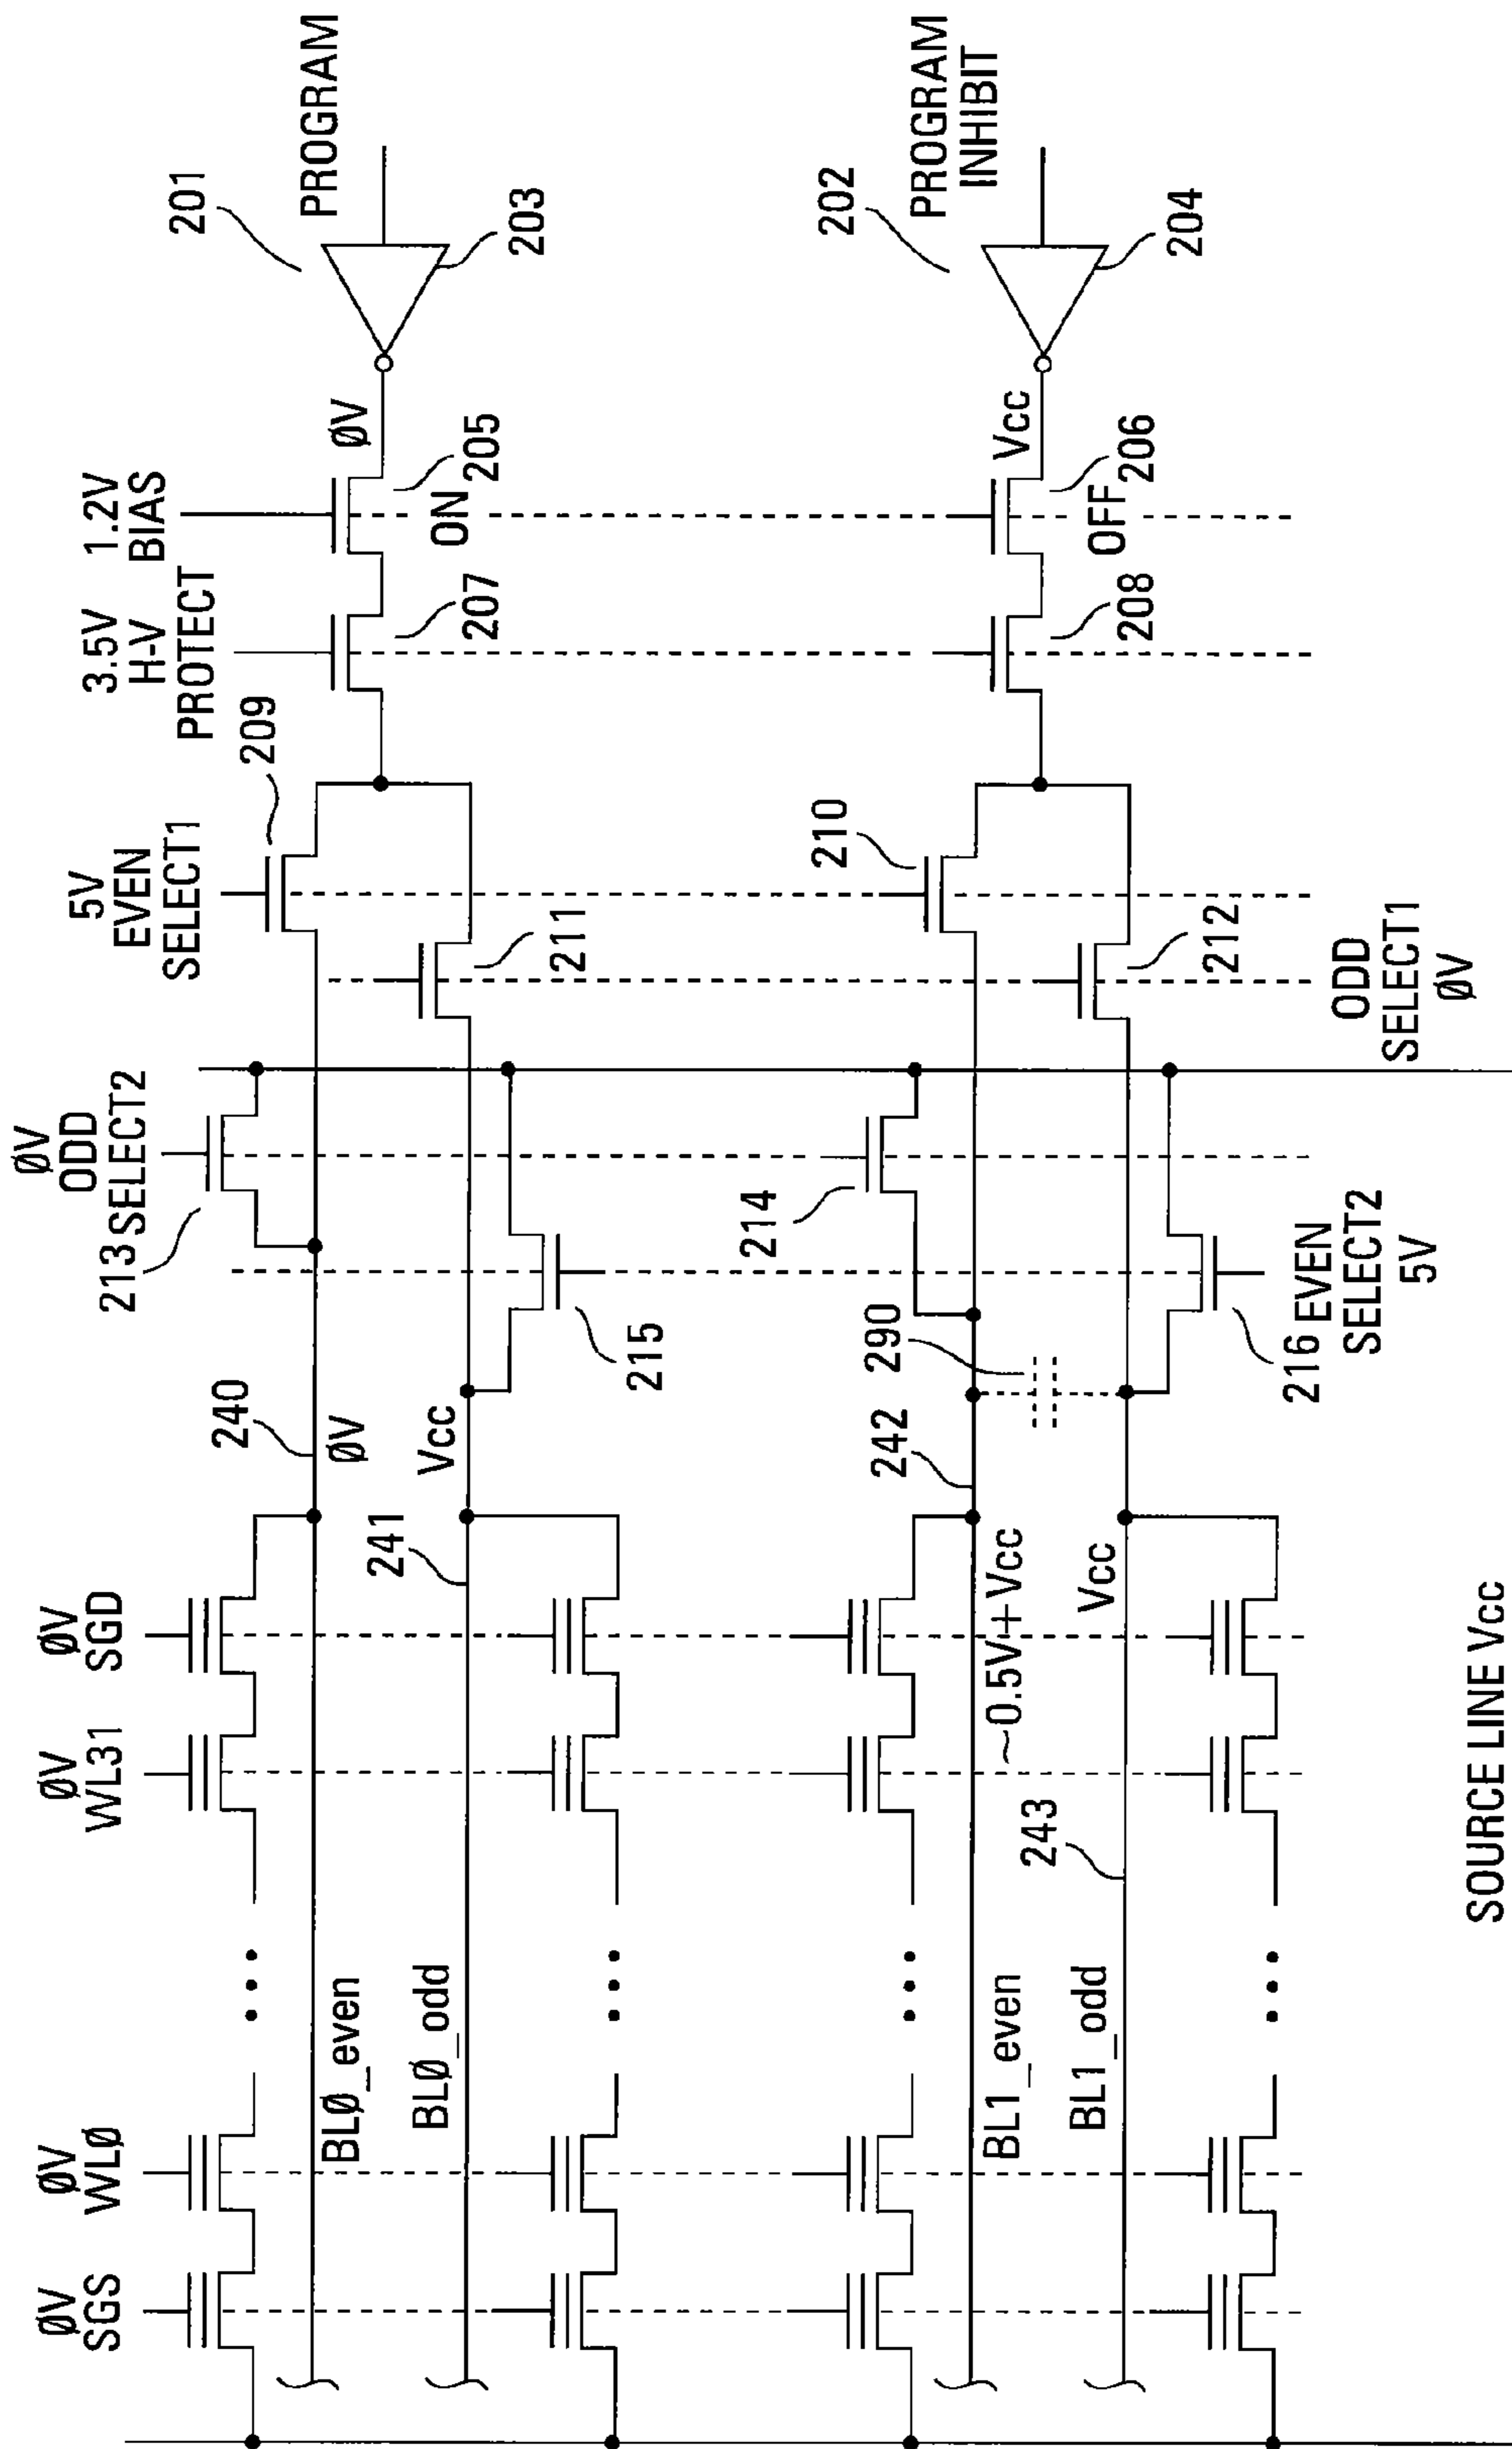 ØV
SGS
ØV
WLØ
ØV
WL31
ØV
SGD
ØV
ODD
SELECT2
213
5V
EVEN
SELECT1
209
3.5V
H-V
PROTECT
1.2V
BIAS
201
PROGRAM
240
ØV
BLØ_even
207
205
ON
ØV
203
241
Vcc
BLØ_odd
215
211
214
210
202
PROGRAM
INHIBIT
242
290
~0.5V+Vcc
BL1_even
208
206
OFF
Vcc
204
243
Vcc
BL1_odd
216
EVEN
SELECT2
5V
212
ODD
SELECT1
ØV
SOURCE LINE Vcc